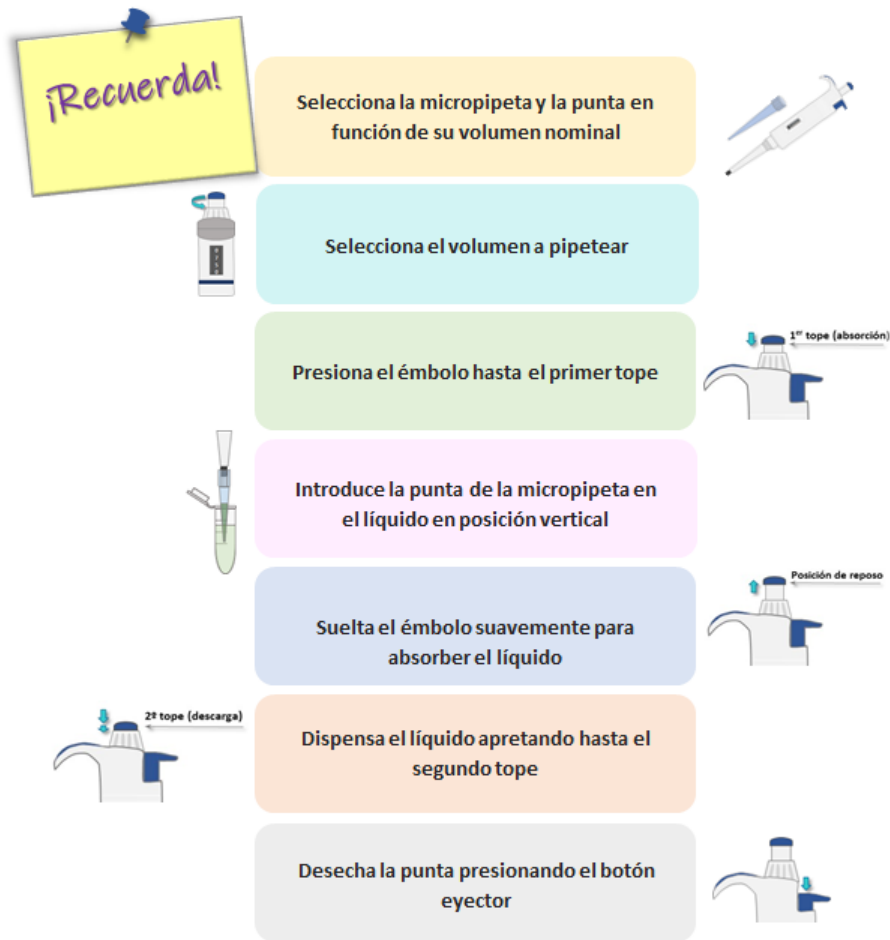 ¡Recuerda!
Selecciona la micropipeta y la punta en
función de su volumen nominal
Selecciona el volumen a pipetear
Presiona el émbolo hasta el primer tope
1er tope (absorción)
Introduce la punta de la micropipeta en
el líquido en posición vertical
Posición de reposo
Suelta el émbolo suavemente para
absorber el líquido
2º tope (descarga)
Dispensa el líquido apretando hasta el
segundo tope
Desecha la punta presionando el botón
eyector